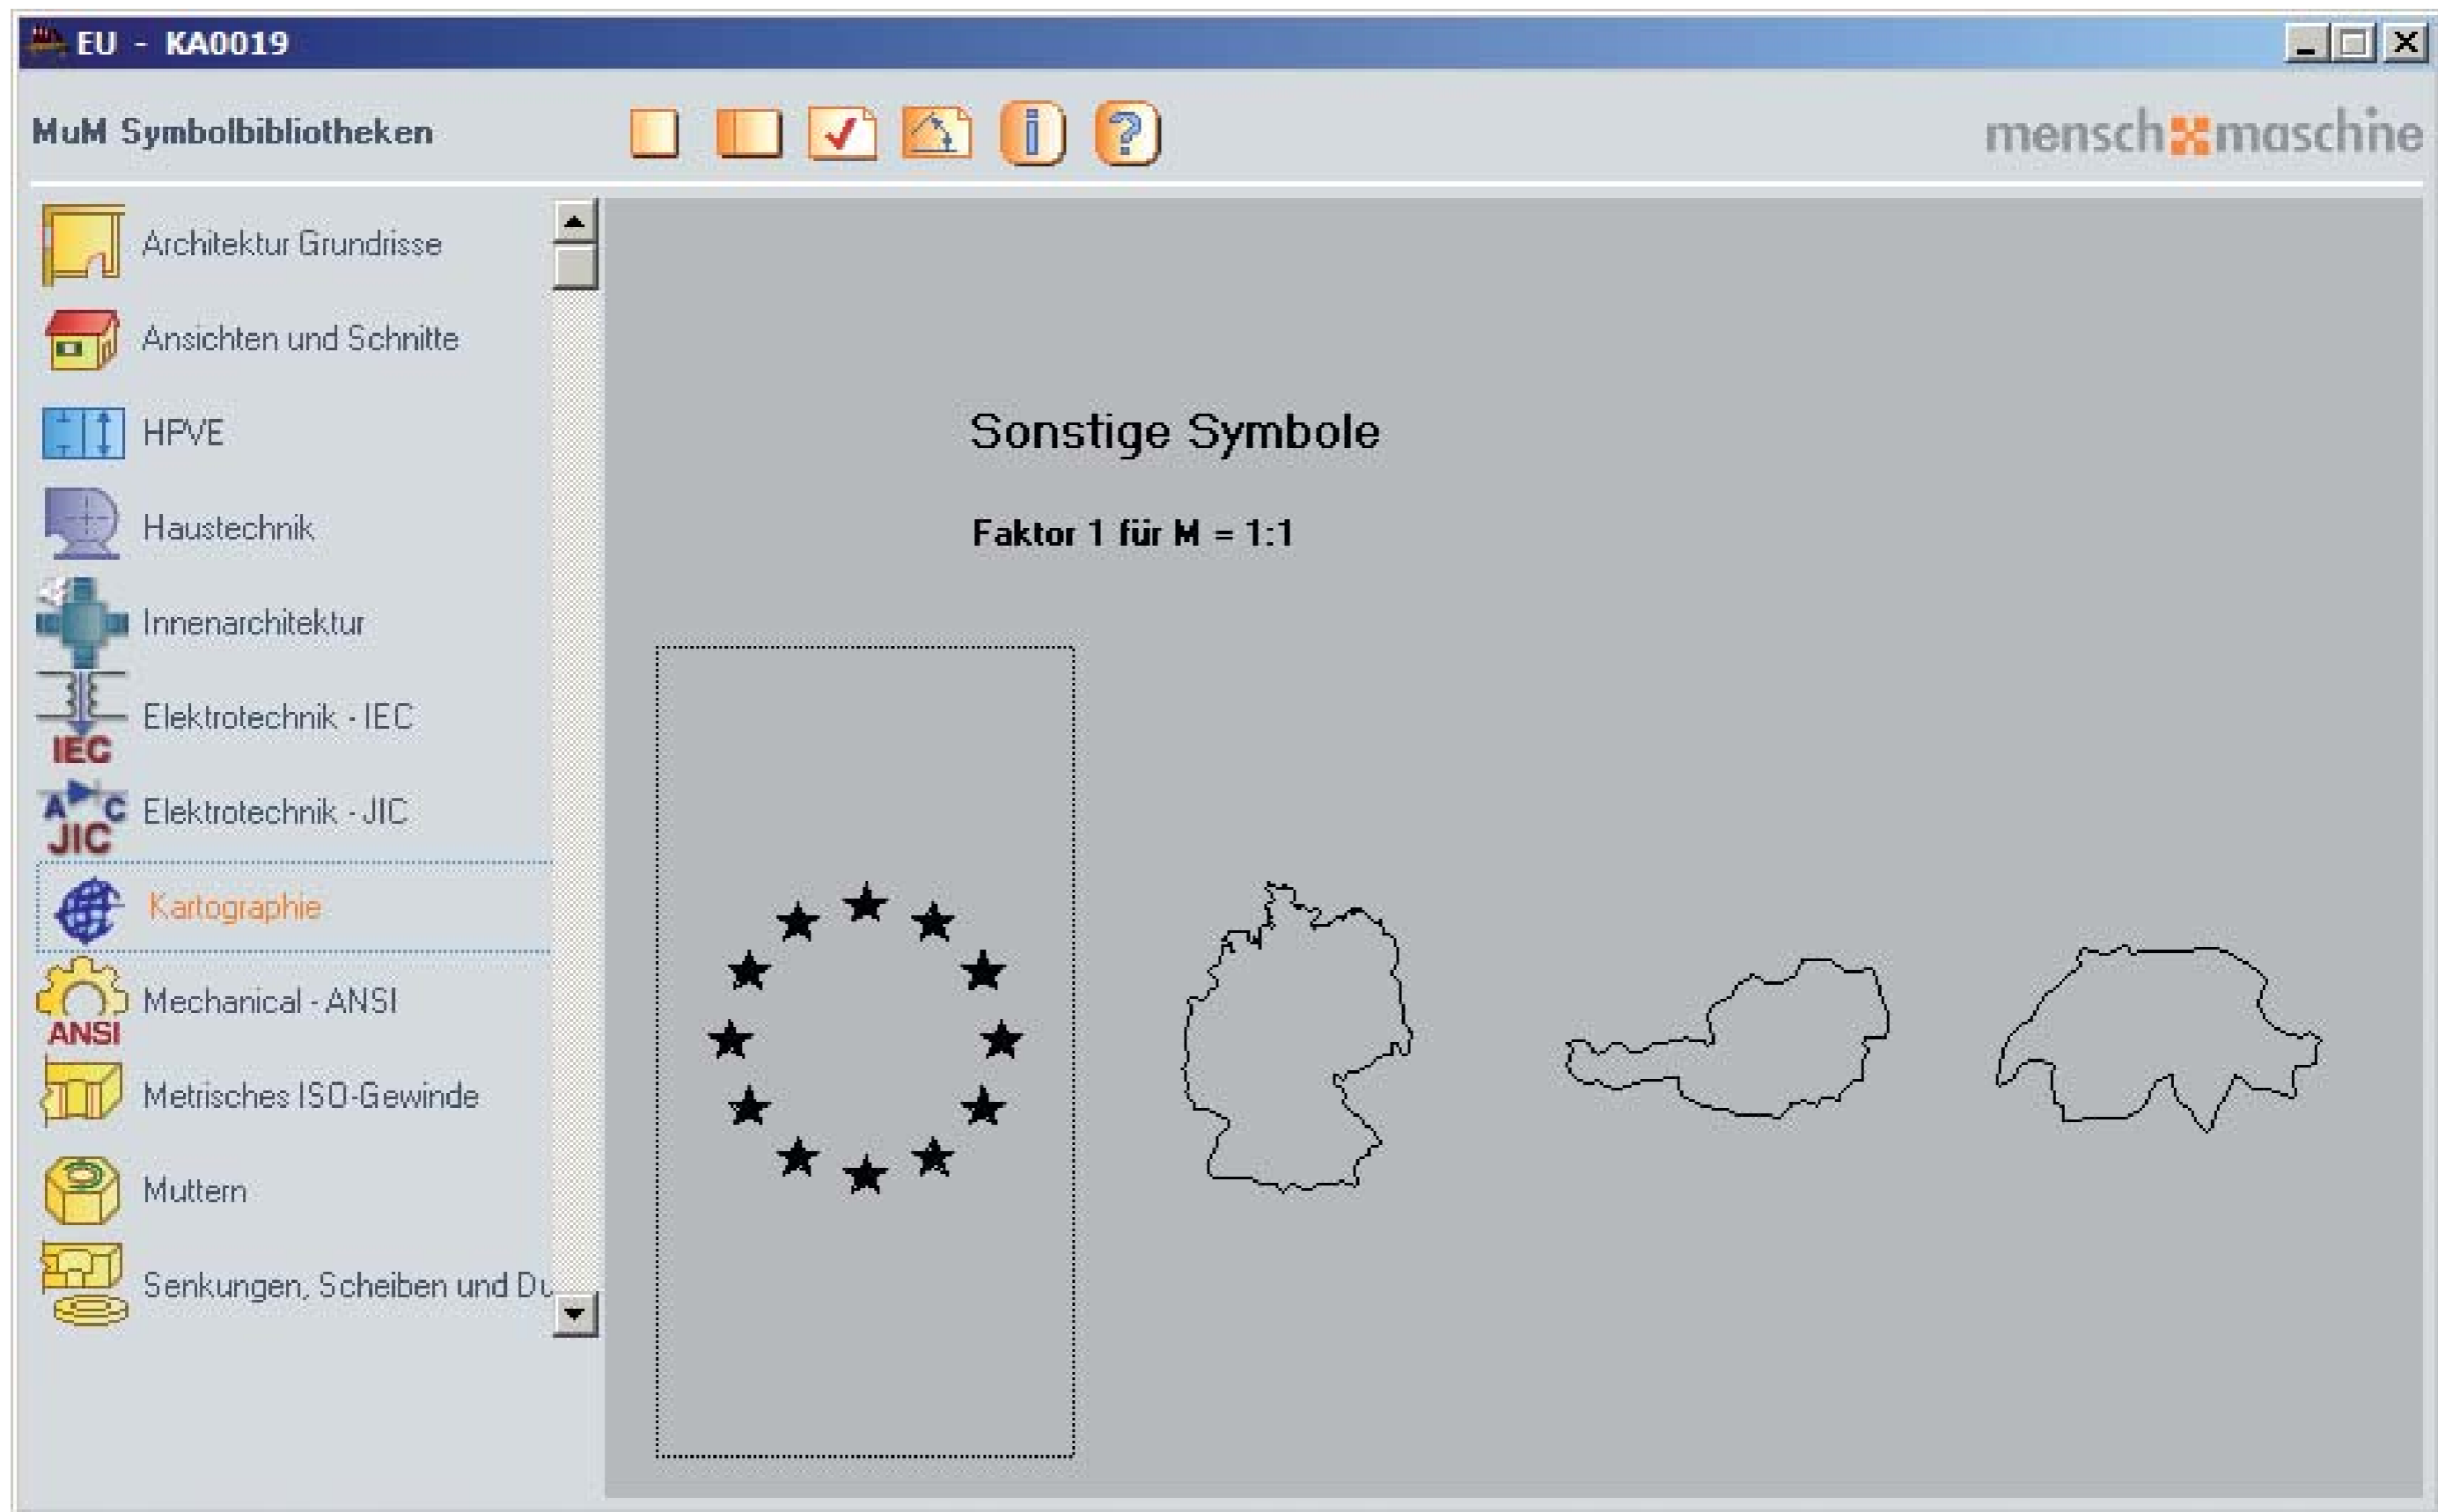 EU - KA0019
MuM Symbolbibliotheken
mensch maschine
Architektur Grundrisse
Ansichten und Schnitte
HPVE
Haustechnik
Innenarchitektur
IEC
Elektrotechnik - IEC
A C
JIC
Elektrotechnik - JIC
Kartographie
ANSI
Mechanical - ANSI
Metrisches ISO-Gewinde
Muttern
Senkungen, Scheiben und Du
Sonstige Symbole
Faktor 1 für M = 1:1